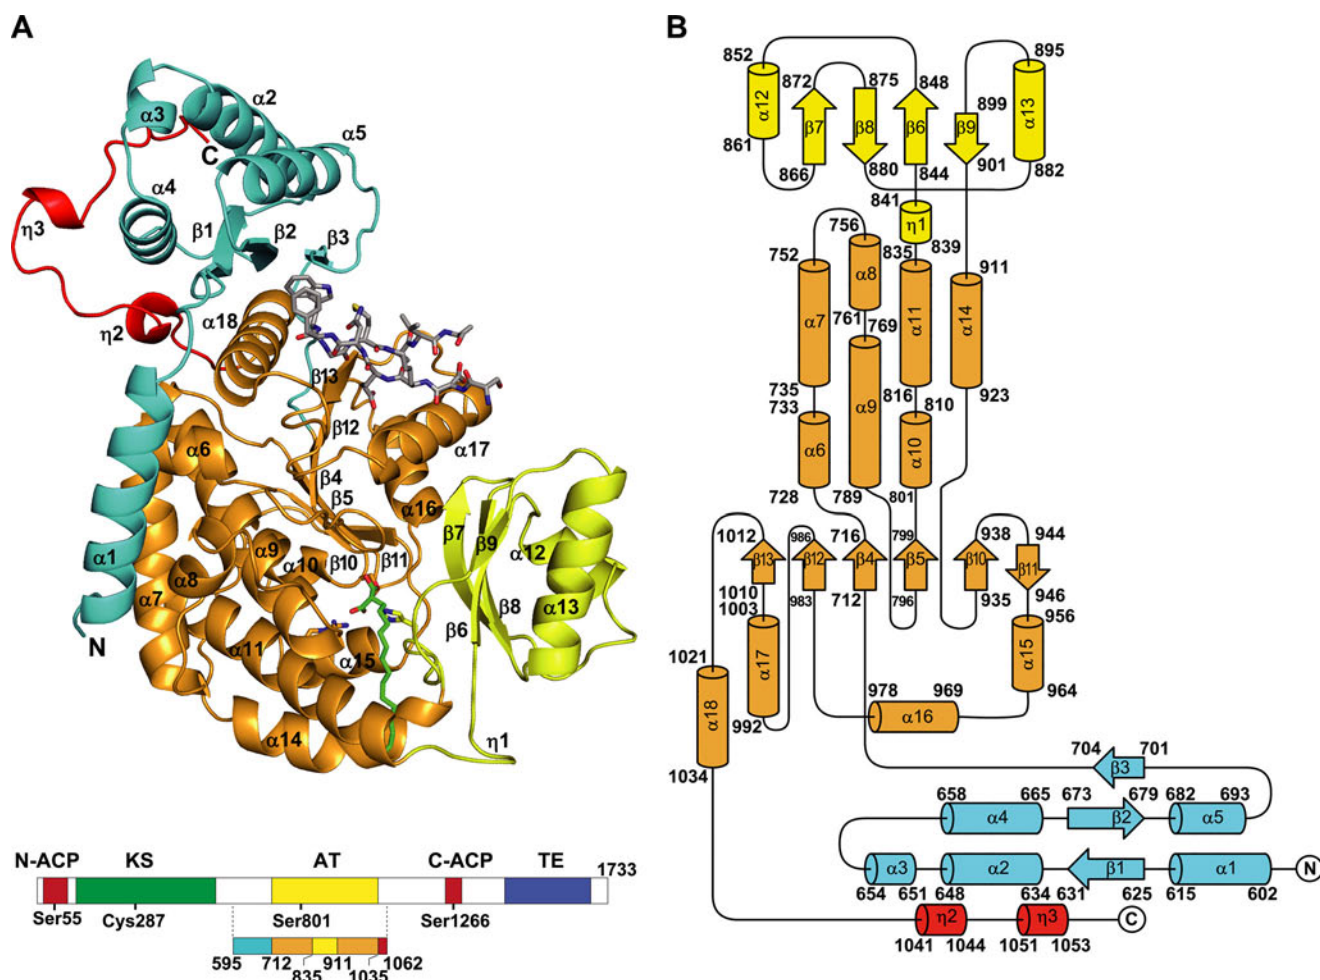 A
α2
α3
α5
C
α4
η3
β1
β2
β3
η2
α18
β13
β12
α17
α6
β4
β5
α16
β7
β9
α12
α1
α9
α8
α10
β10
β11
α7
β8
α13
N
α11
α15
β6
α14
η1
N-ACP KS AT C-ACP TE 1733
Ser55 Cys287 Ser801 Ser1266
595 712 835 911 1035 1062
B
852 872 875 848 895
899
α12 β7 β8 β6 β9 α13
861 866 880 844 901 882
841
η1
756 835 839
752 911
α8
α7 α11 α14
761 769
735 816 810 923
733
α9
α6 α10
728 789 801
1012 986 716 799 938 944
β13 β12 β4 β5 β10 β11
1010 983 712 796 935 946
1003 956
α17 α15
1021
978 969 964
α18 992 α16
1034
704 701
β3
658 665 673 679 682 693
α4 β2 α5
α3 α2 β1 α1 N
654 651 648 634 631 625 615 602
η2 η3 C
1041 1044 1051 1053